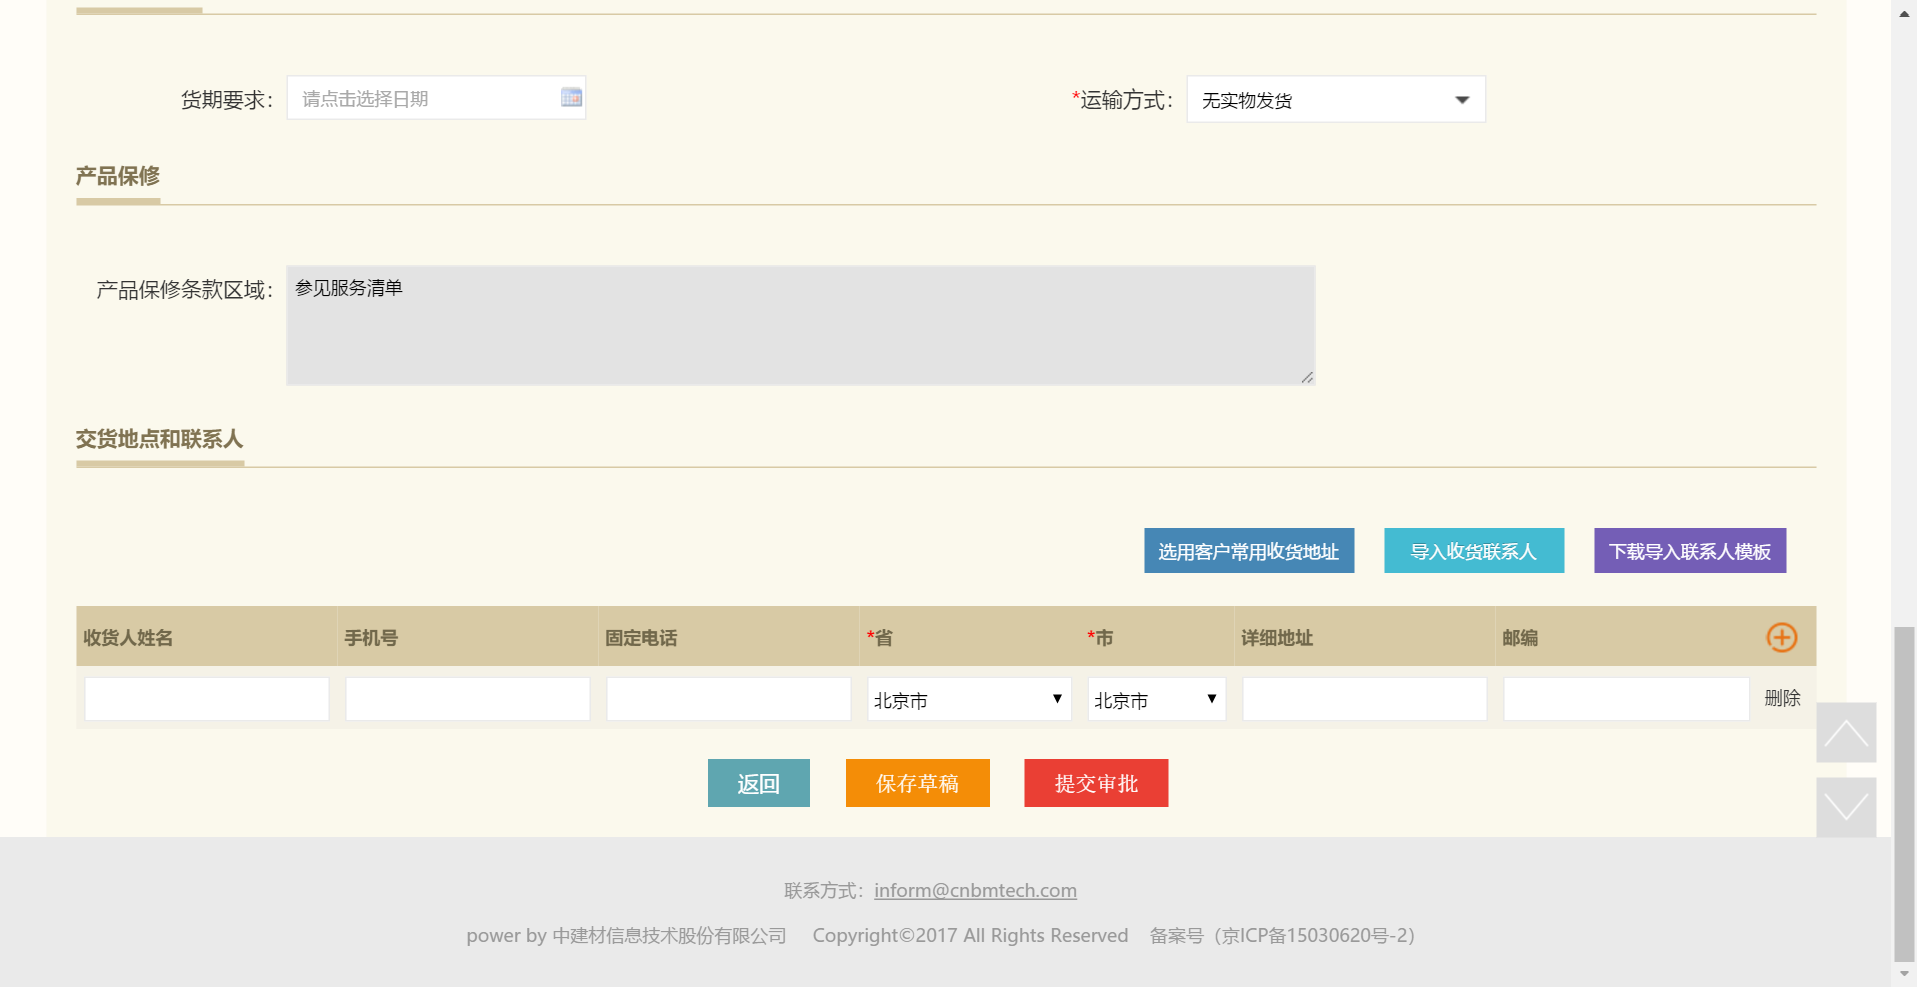 货期要求： 请点击选择日期 *运输方式： 无实物发货
产品保修
产品保修条款区域： 参见服务清单
交货地点和联系人
选用客户常用收货地址 导入收货联系人 下载导入联系人模板
收货人姓名 手机号 固定电话 *省 *市 详细地址 邮编
北京市 北京市 删除
返回 保存草稿 提交审批
联系方式：inform@cnbmtech.com
power by 中建材信息技术股份有限公司 Copyright©2017 All Rights Reserved 备案号（京ICP备15030620号-2）